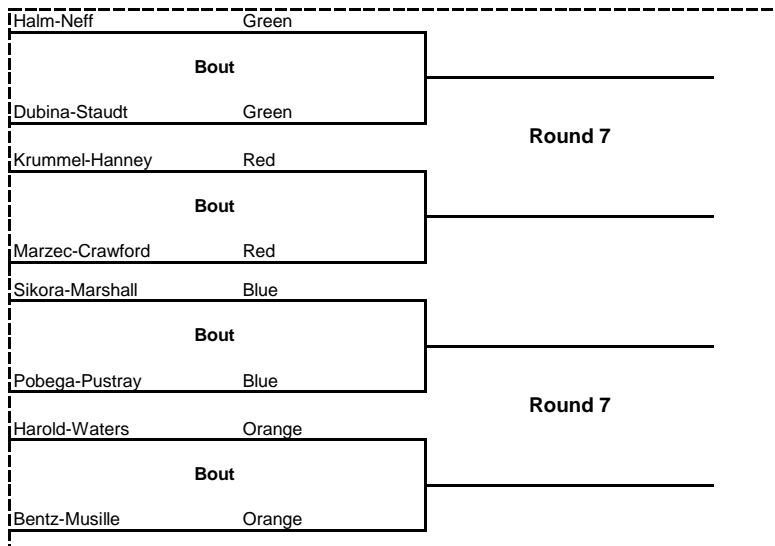 Halm-Neff Green
Bout
Dubina-Staudt Green
Round 7
Krummel-Hanney Red
Bout
Marzec-Crawford Red
Sikora-Marshall Blue
Bout
Pobega-Pustray Blue
Round 7
Harold-Waters Orange
Bout
Bentz-Musille Orange